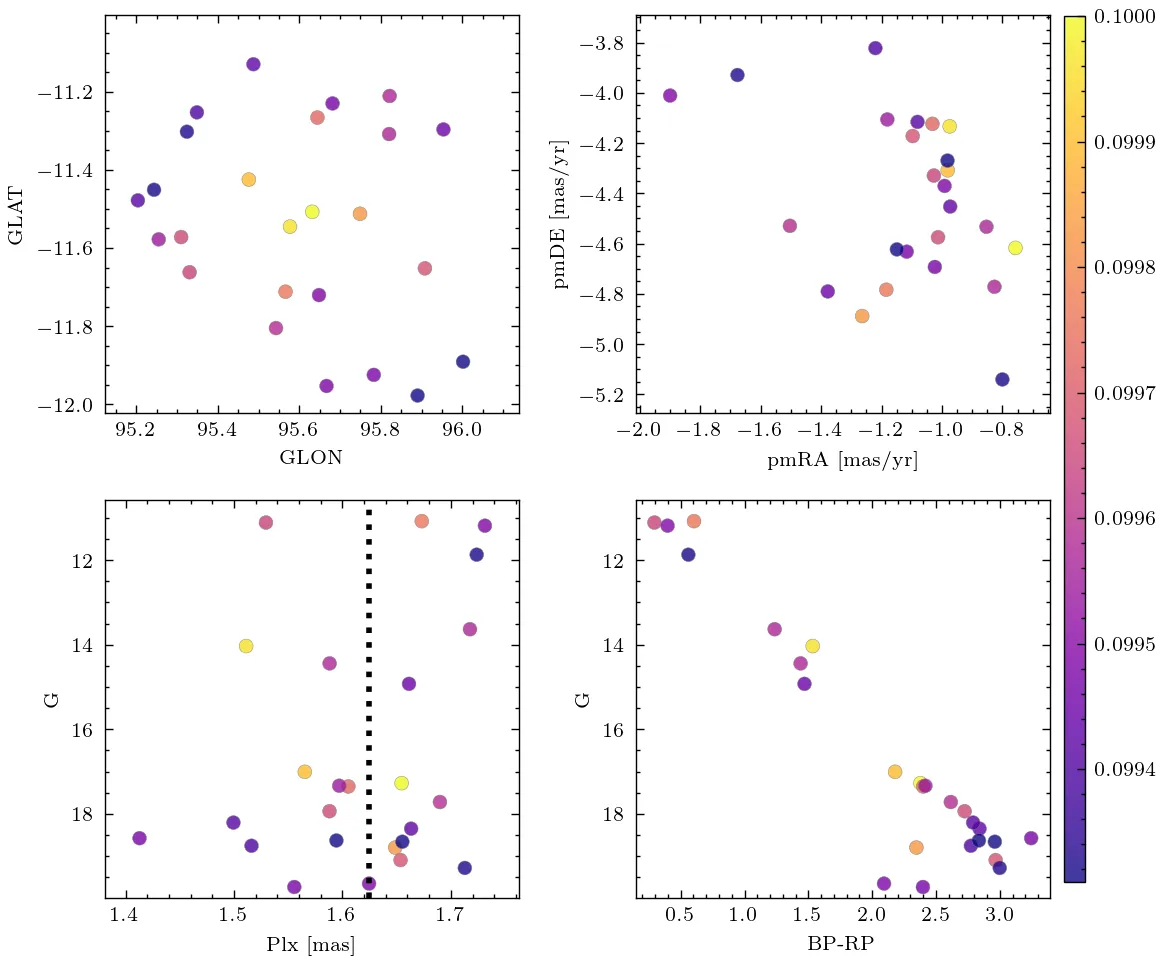 GLAT
−11.2
−11.4
−11.6
−11.8
−12.0
95.2 95.4 95.6 95.8 96.0
GLON
pmDE [mas/yr]
−3.8
−4.0
−4.2
−4.4
−4.6
−4.8
−5.0
−5.2
−2.0 −1.8 −1.6 −1.4 −1.2 −1.0 −0.8
pmRA [mas/yr]
0.1000
0.0999
0.0998
0.0997
0.0996
0.0995
0.0994
G
12
14
16
18
1.4 1.5 1.6 1.7
Plx [mas]
G
12
14
16
18
0.5 1.0 1.5 2.0 2.5 3.0
BP-RP